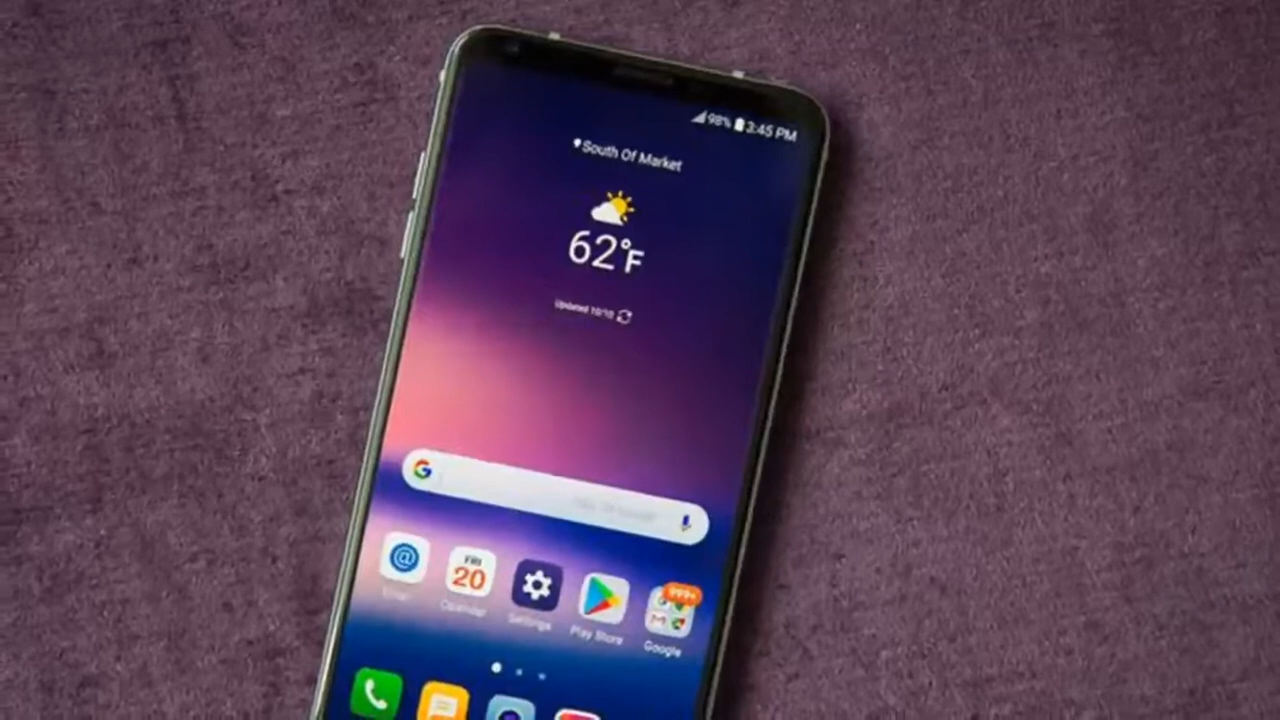 98% 3:45 PM
South Of Market
62°F
Updated 10/10
G
@
FRI
20
999+
Email Calendar Settings Play Store Google